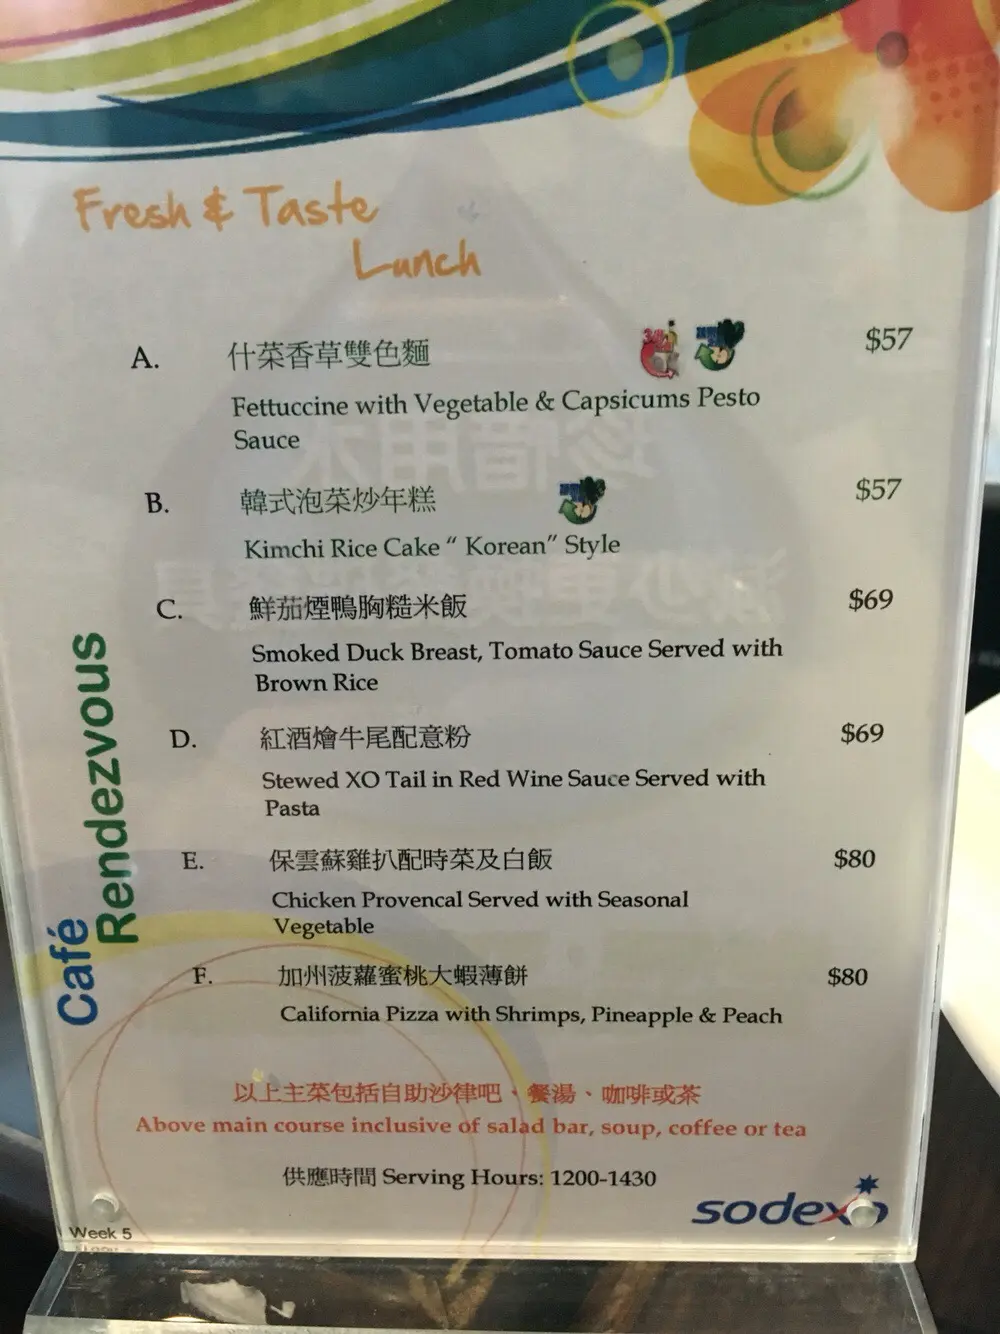 Fresh & Taste
Lunch
A. 什菜香草雙色麵 $57
Fettuccine with Vegetable & Capsicums Pesto
Sauce
B. 韓式泡菜炒年糕 $57
Kimchi Rice Cake “ Korean” Style
C. 鮮茄煙鴨胸糙米飯 $69
Smoked Duck Breast, Tomato Sauce Served with
Brown Rice
D. 紅酒燴牛尾配意粉 $69
Stewed XO Tail in Red Wine Sauce Served with
Pasta
E. 保雲蘇雞扒配時菜及白飯 $80
Chicken Provencal Served with Seasonal
Vegetable
F. 加州菠蘿蜜桃大蝦薄餅 $80
California Pizza with Shrimps, Pineapple & Peach
以上主菜包括自助沙律吧、餐湯、咖啡或茶
Above main course inclusive of salad bar, soup, coffee or tea
供應時間 Serving Hours: 1200-1430
Café
Rendezvous
sodexo
Week 5